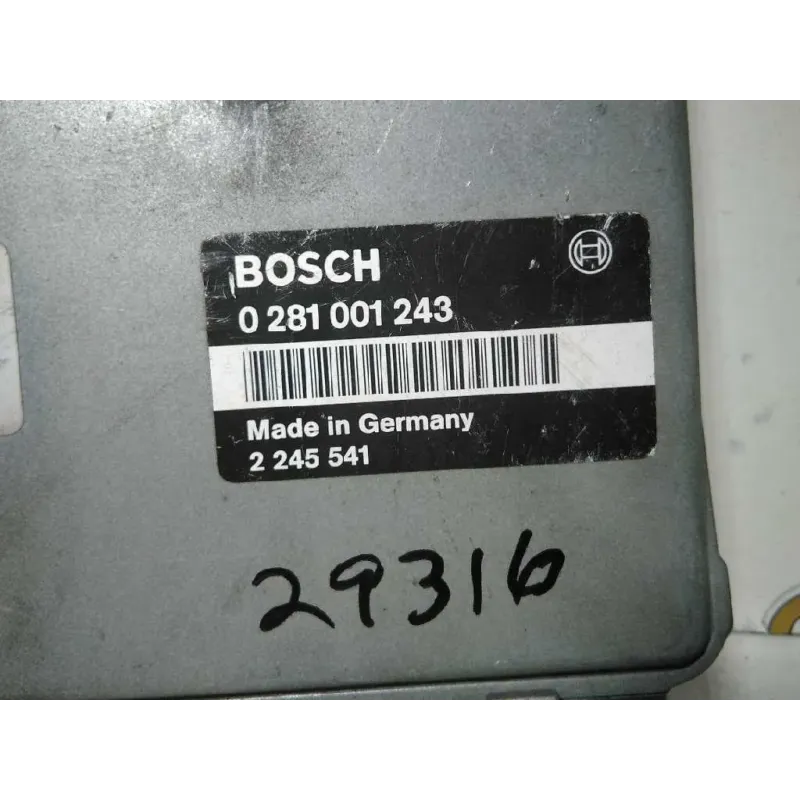 BOSCH
0 281 001 243
Made in Germany
2 245 541
29316